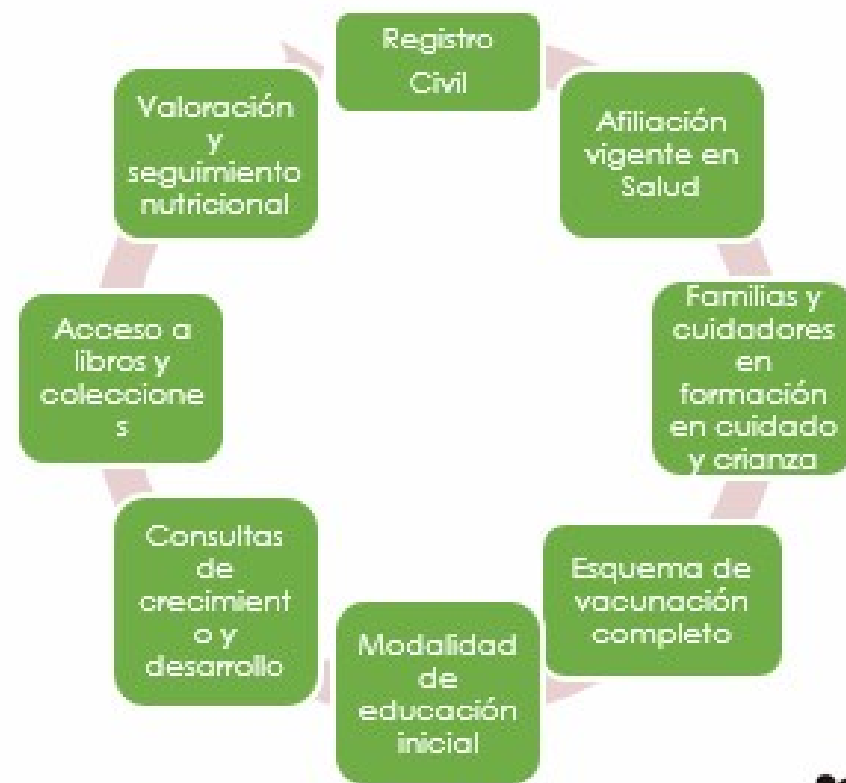 Registro
Civil
Afiliación
vigente en
Salud
Familias y
cuidadores
en
formación
en cuidado
y crianza
Esquema de
vacunación
completo
Modalidad
de
educación
inicial
Consultas
de
crecimient
o y
desarrollo
Acceso a
libros y
coleccione
s
Valoración
y
seguimiento
nutricional